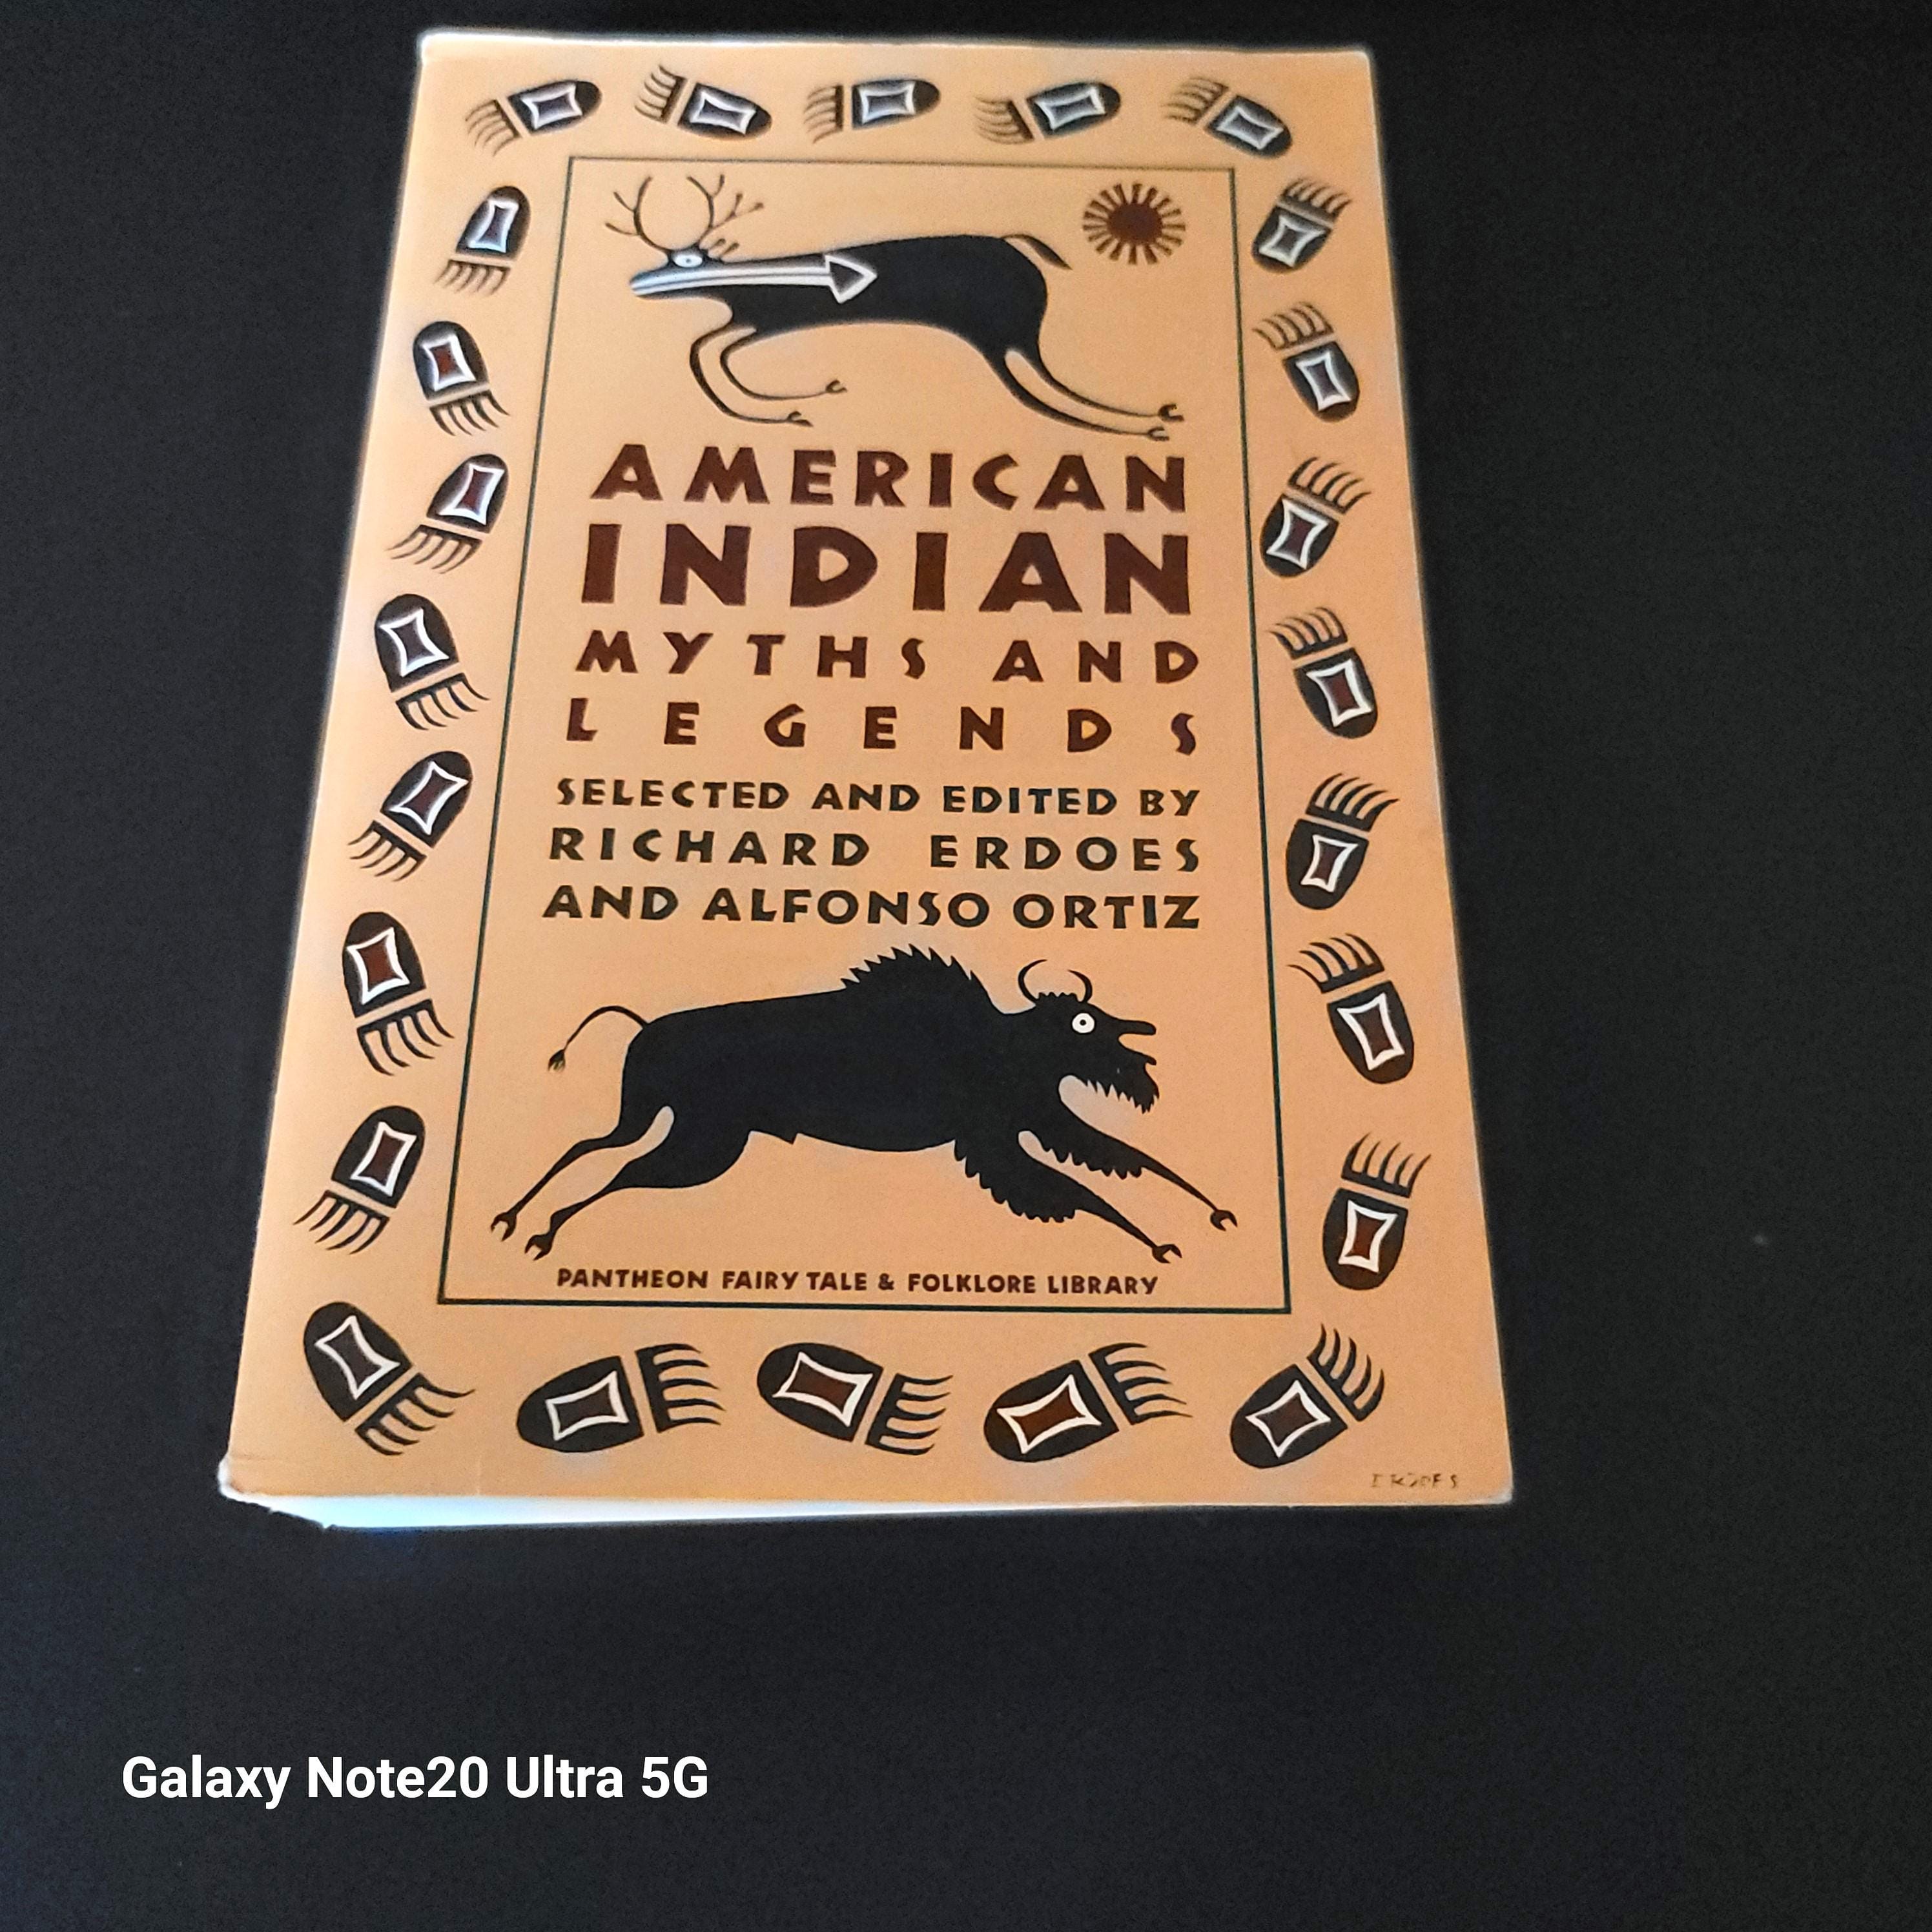 AMERICAN
INDIAN
MYTHS AND
LEGENDS
SELECTED AND EDITED BY
RICHARD ERDOES
AND ALFONSO ORTIZ
PANTHEON FAIRY TALE & FOLKLORE LIBRARY
Galaxy Note20 Ultra 5G